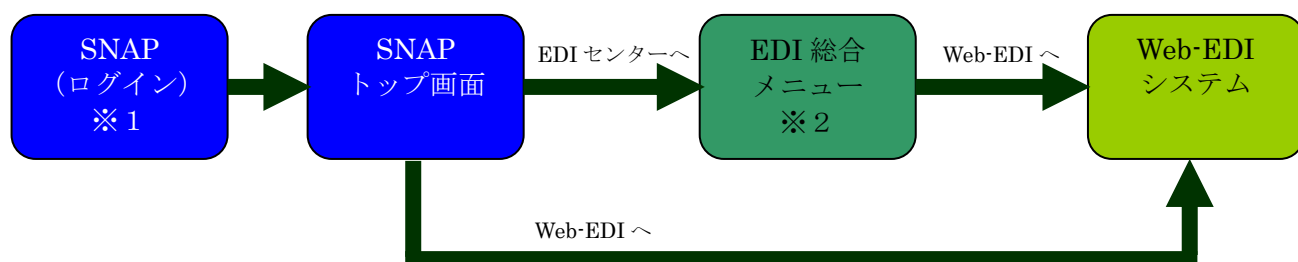 SNAP
(ログイン)
※1
SNAP
トップ画面
EDI センターへ
EDI 総合
メニュー
※2
Web-EDI へ
Web-EDI
システム
Web-EDI へ